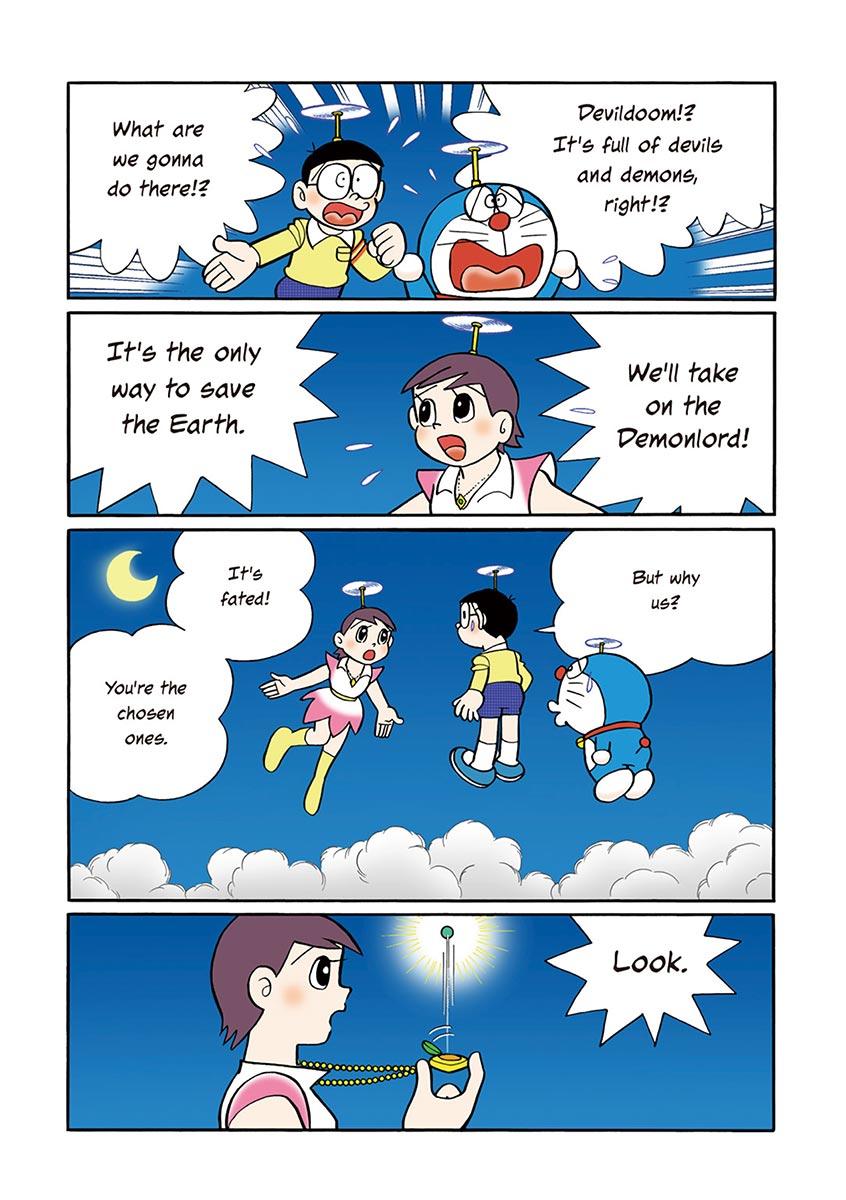 Devildoom!?
It's full of devils
and demons,
right!?
What are
we gonna
do there!?
We'll take
on the
Demonlord!
It's the only
way to save
the Earth.
But why
us?
It's
fated!
You're the
chosen
ones.
Look.